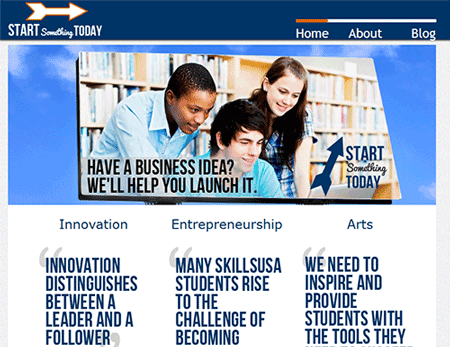 START Something TODAY
Home About Blog
HAVE A BUSINESS IDEA?
WE'LL HELP YOU LAUNCH IT.
START
Something
TODAY
Innovation Entrepreneurship Arts
“
INNOVATION
DISTINGUISHES
BETWEEN A
LEADER AND A
FOLLOWER
”
“
MANY SKILLSUSA
STUDENTS RISE
TO THE
CHALLENGE OF
BECOMING
“
WE NEED TO
INSPIRE AND
PROVIDE
STUDENTS WITH
THE TOOLS THEY